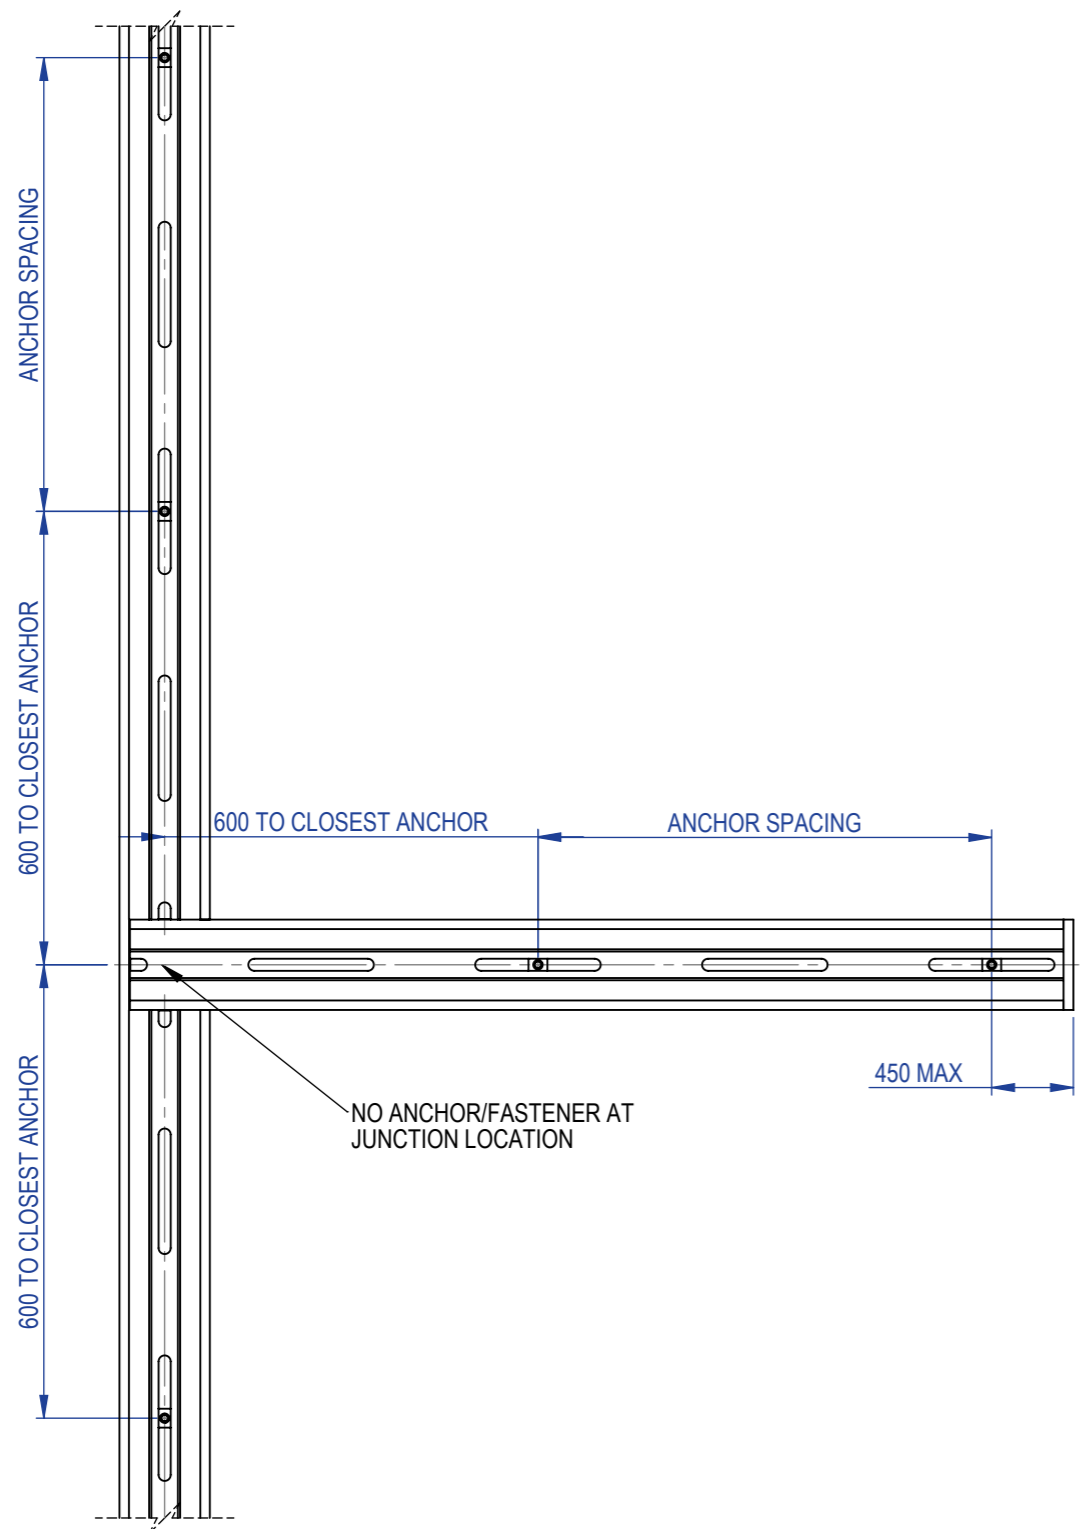 ANCHOR SPACING
600 TO CLOSEST ANCHOR
600 TO CLOSEST ANCHOR
ANCHOR SPACING
450 MAX
NO ANCHOR/FASTENER AT
JUNCTION LOCATION
600 TO CLOSEST ANCHOR